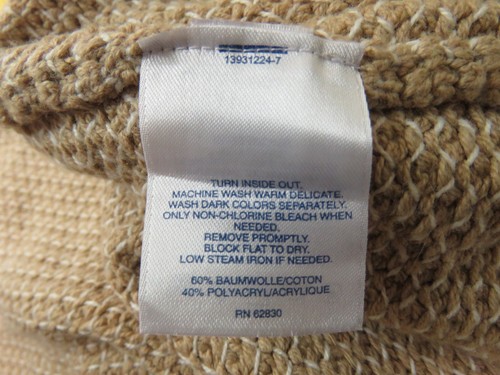 13931224-7
TURN INSIDE OUT.
MACHINE WASH WARM DELICATE.
WASH DARK COLORS SEPARATELY.
ONLY NON-CHLORINE BLEACH WHEN
NEEDED.
REMOVE PROMPTLY.
BLOCK FLAT TO DRY.
LOW STEAM IRON IF NEEDED.
60% BAUMWOLLE/COTON
40% POLYACRYL/ACRYLIQUE
RN 62830